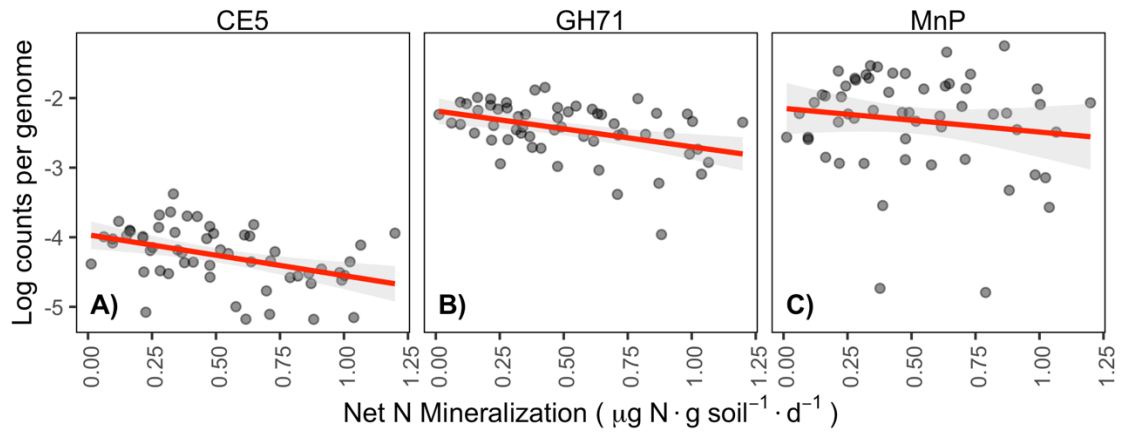 CE5 GH71 MnP
Log counts per genome
-2
-3
-4
-5
A) B) C)
0.00 0.25 0.50 0.75 1.00 1.25 0.00 0.25 0.50 0.75 1.00 1.25 0.00 0.25 0.50 0.75 1.00 1.25
Net N Mineralization ( μg N · g soil⁻¹ · d⁻¹ )